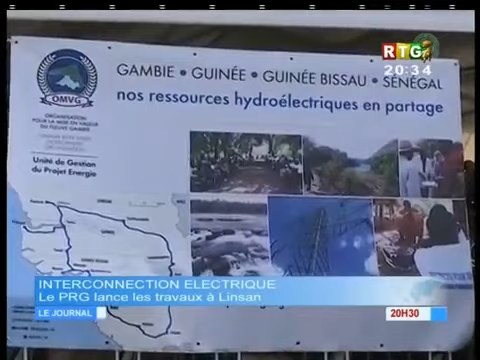 RTG
20:34
GAMBIE • GUINÉE • GUINÉE BISSAU • SÉNÉGAL
nos ressources hydroélectriques en partage
OMVG
ORGANISATION
POUR LA MISE EN VALEUR
DU FLEUVE GAMBIE
Unité de Gestion
du Projet Energie
INTERCONNECTION ELECTRIQUE
Le PRG lance les travaux à Linsan
LE JOURNAL
20H30